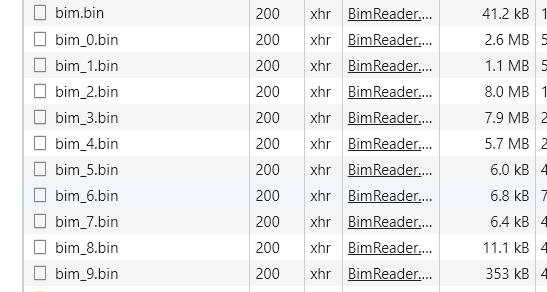 bim.bin 200 xhr BimReader.... 41.2 kB 1
bim_0.bin 200 xhr BimReader.... 2.6 MB 5
bim_1.bin 200 xhr BimReader.... 1.1 MB 5
bim_2.bin 200 xhr BimReader.... 8.0 MB 1
bim_3.bin 200 xhr BimReader.... 7.9 MB 2
bim_4.bin 200 xhr BimReader.... 5.7 MB 2
bim_5.bin 200 xhr BimReader.... 6.0 kB 4
bim_6.bin 200 xhr BimReader.... 6.8 kB 7
bim_7.bin 200 xhr BimReader.... 6.4 kB 4
bim_8.bin 200 xhr BimReader.... 11.1 kB 4
bim_9.bin 200 xhr BimReader.... 353 kB 4